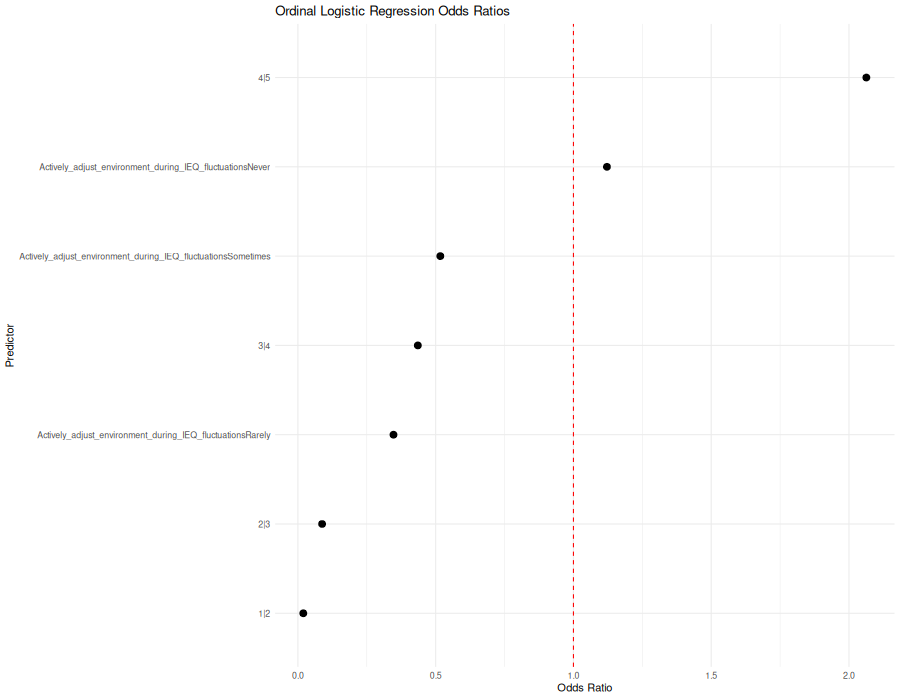 Ordinal Logistic Regression Odds Ratios
4|5
Actively_adjust_environment_during_IEQ_fluctuationsNever
Actively_adjust_environment_during_IEQ_fluctuationsSometimes
Predictor
3|4
Actively_adjust_environment_during_IEQ_fluctuationsRarely
2|3
1|2
0.0
0.5
1.0
1.5
2.0
Odds Ratio